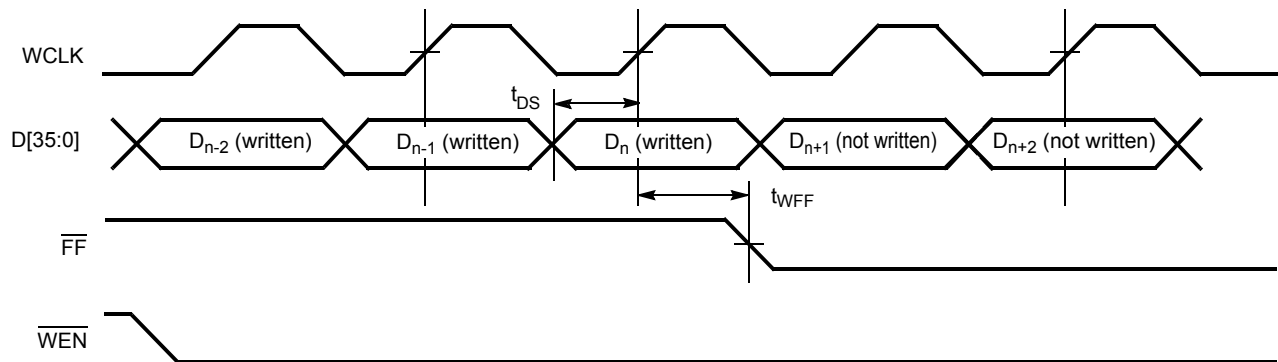 WCLK
t_DS
D[35:0] D_n-2 (written) D_n-1 (written) D_n (written) D_n+1 (not written) D_n+2 (not written)
t_WFF
FF
WEN